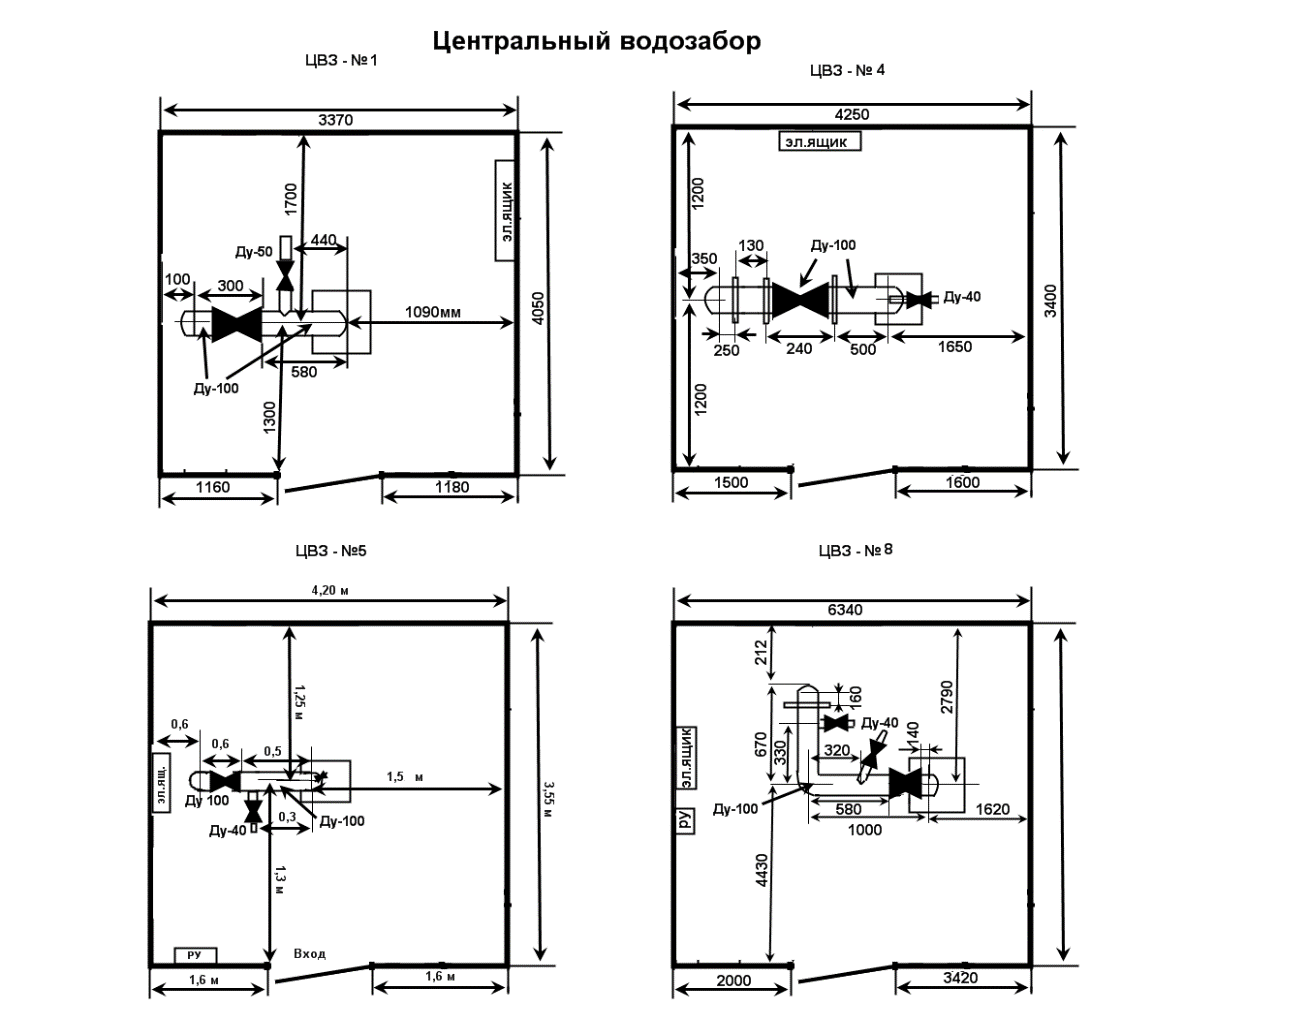 Центральный водозабор
ЦВЗ - №1
3370
1700
эл.ящик
4050
Ду-50
440
100
300
1090мм
580
Ду-100
1300
1160
1180
ЦВЗ - № 4
4250
эл.ящик
1200
3400
350
130
Ду-100
Ду-40
250
240
500
1650
1200
1500
1600
ЦВЗ - №5
4,20 м
1,25 м
0,6
0,6
0,5
1,5 м
эл.ящ.
Ду 100
3,55 м
Ду-40
0,3
Ду-100
1,3 м
РУ
Вход
1,6 м
1,6 м
ЦВЗ - № 8
6340
212
2790
160
Ду-40
670
330
320
140
эл.ящик
РУ
Ду-100
580
1000
1620
4430
2000
3420